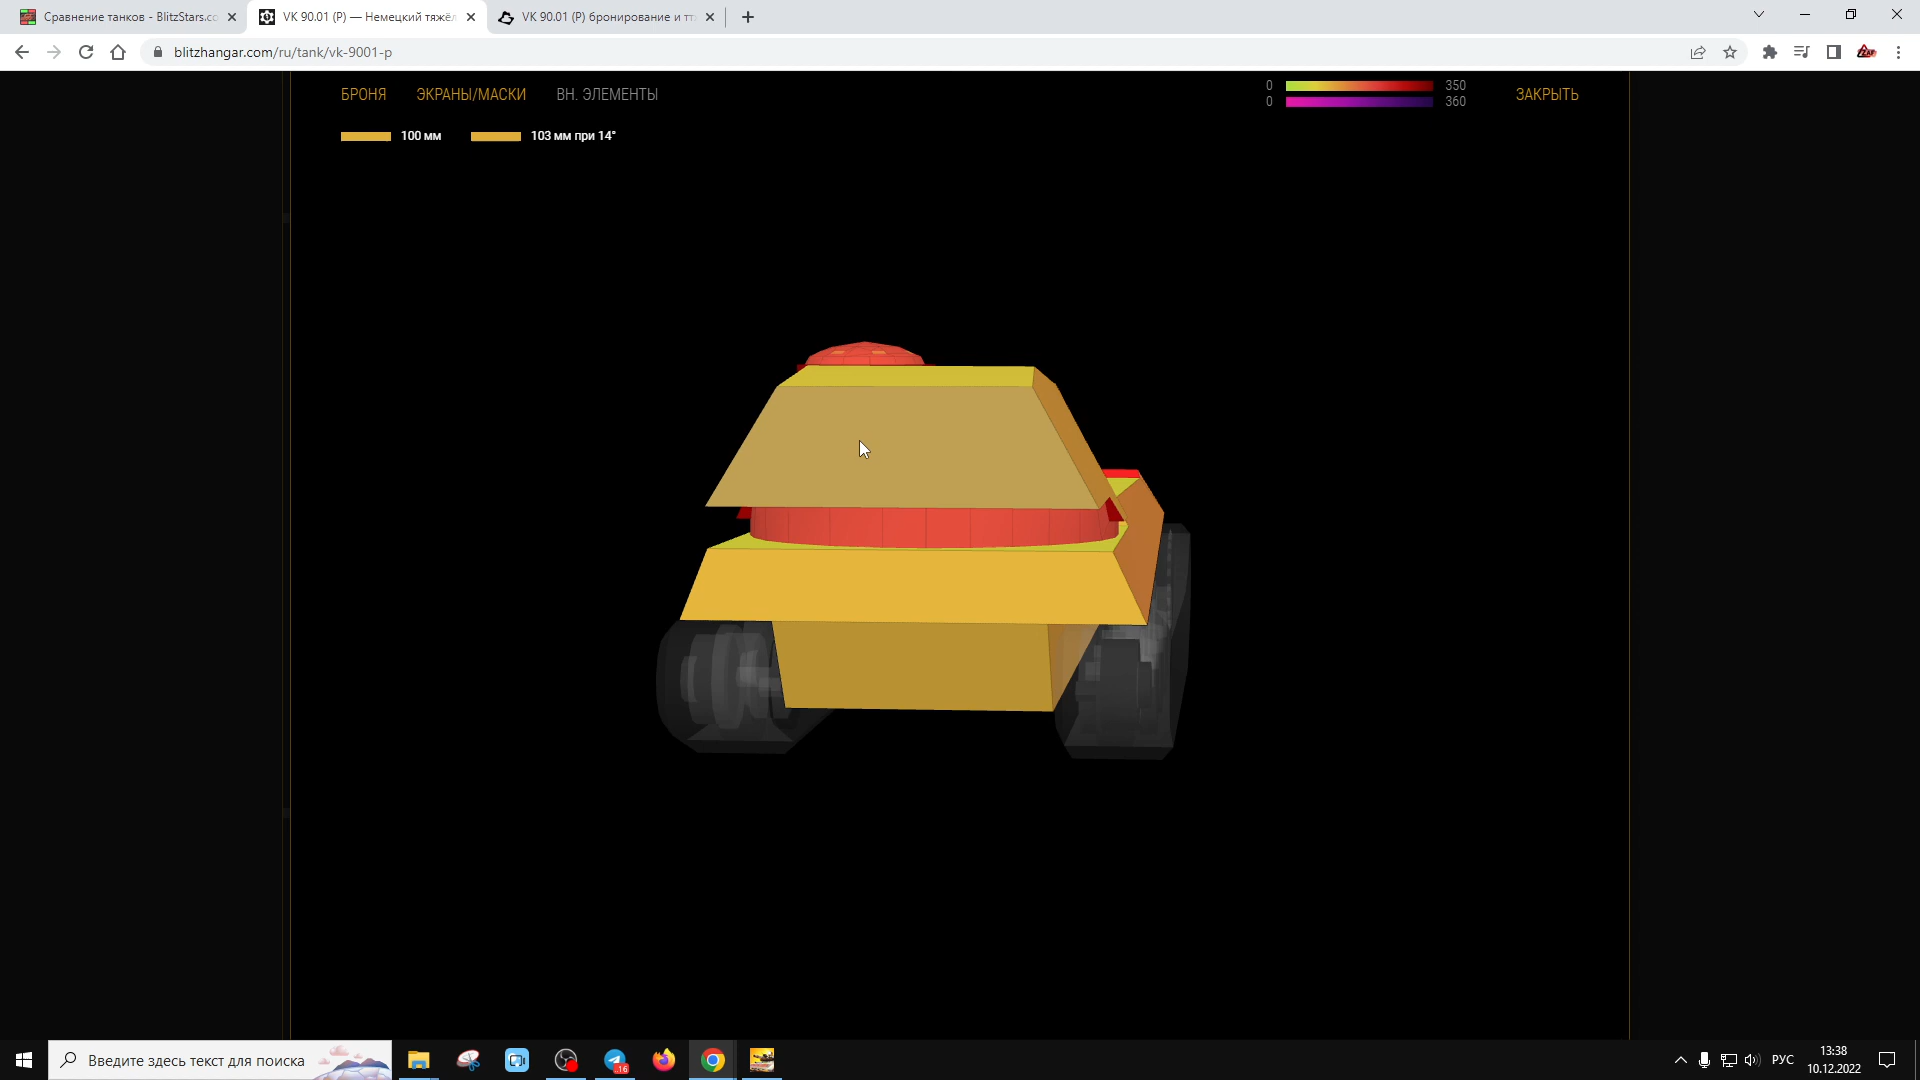 Сравнение танков - BlitzStars.co
VK 90.01 (P) — Немецкий тяжёл
VK 90.01 (P) бронирование и тт
blitzhangar.com/ru/tank/vk-9001-p
БРОНЯ ЭКРАНЫ/МАСКИ ВН. ЭЛЕМЕНТЫ
0 350
0 360
ЗАКРЫТЬ
100 мм 103 мм при 14°
Введите здесь текст для поиска
16
РУС
13:38
10.12.2022